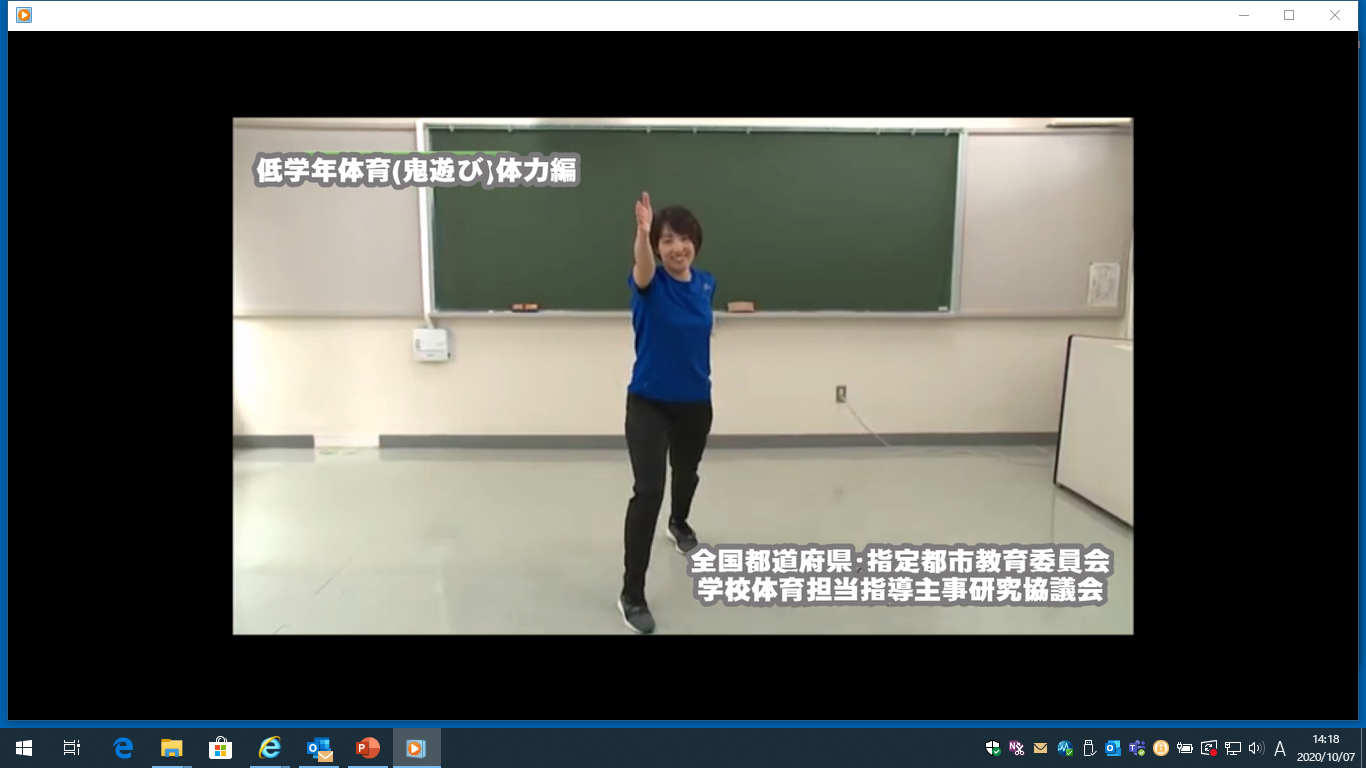 低学年体育(鬼遊び)体力編
全国都道府県･指定都市教育委員会
学校体育担当指導主事研究協議会
14:18
A
2020/10/07